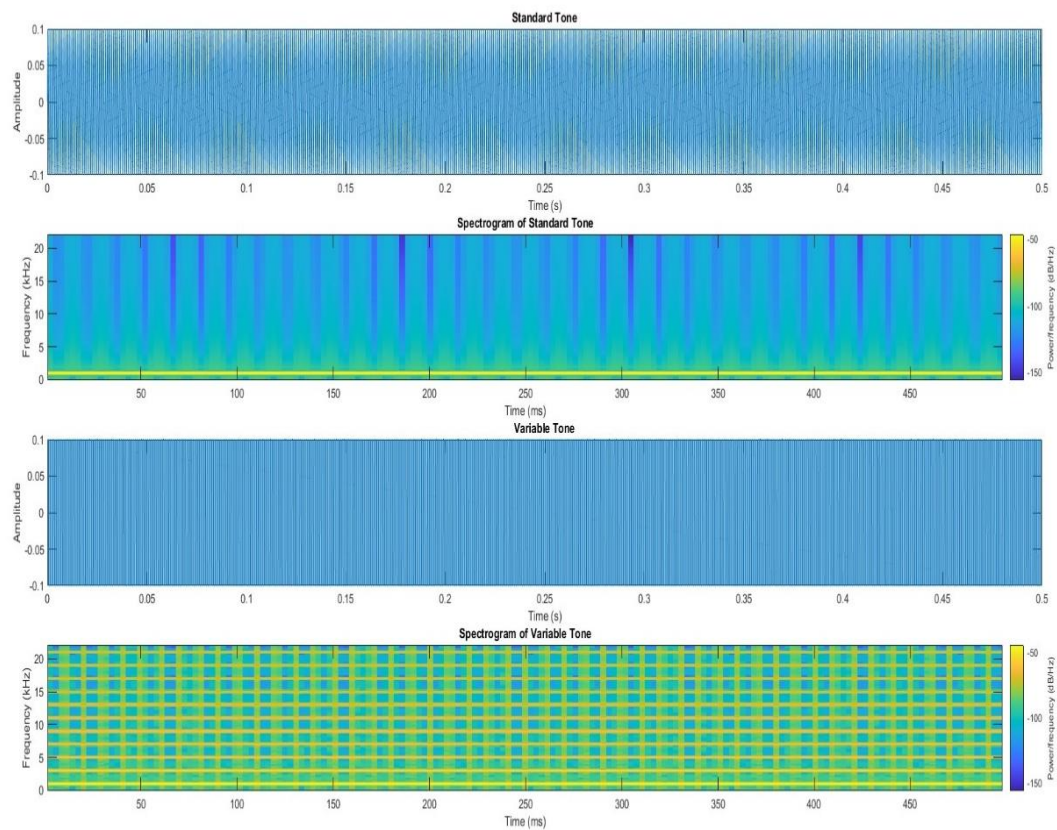 Standard Tone
Amplitude
0.1
0.05
0
-0.05
-0.1
0 0.05 0.1 0.15 0.2 0.25 0.3 0.35 0.4 0.45 0.5
Time (s)
Spectrogram of Standard Tone
Frequency (kHz)
20
15
10
5
0
50 100 150 200 250 300 350 400 450
Time (ms)
-50
-100
-150
Power/frequency (dB/Hz)
Variable Tone
Amplitude
0.1
0.05
0
-0.05
-0.1
0 0.05 0.1 0.15 0.2 0.25 0.3 0.35 0.4 0.45 0.5
Time (s)
Spectrogram of Variable Tone
Frequency (kHz)
20
15
10
5
0
50 100 150 200 250 300 350 400 450
Time (ms)
-50
-100
-150
Power/frequency (dB/Hz)